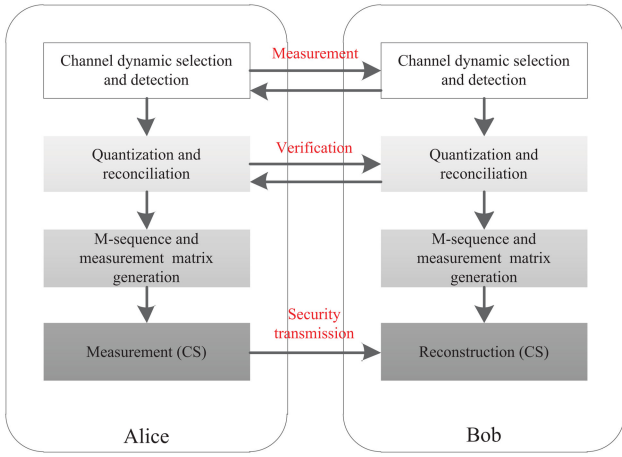 Channel dynamic selection
and detection
Measurement
Channel dynamic selection
and detection
Quantization and
reconciliation
Verification
Quantization and
reconciliation
M-sequence and
measurement matrix
generation
M-sequence and
measurement matrix
generation
Measurement (CS)
Security
transmission
Reconstruction (CS)
Alice
Bob